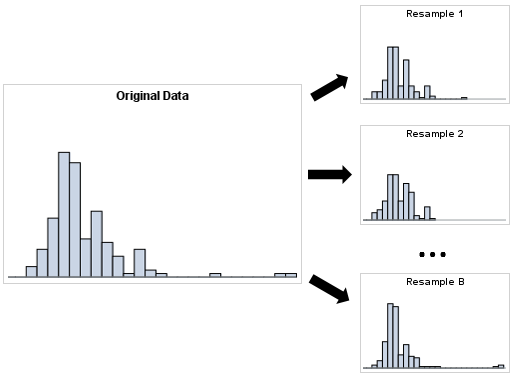 Original Data
Resample 1
Resample 2
...
Resample B